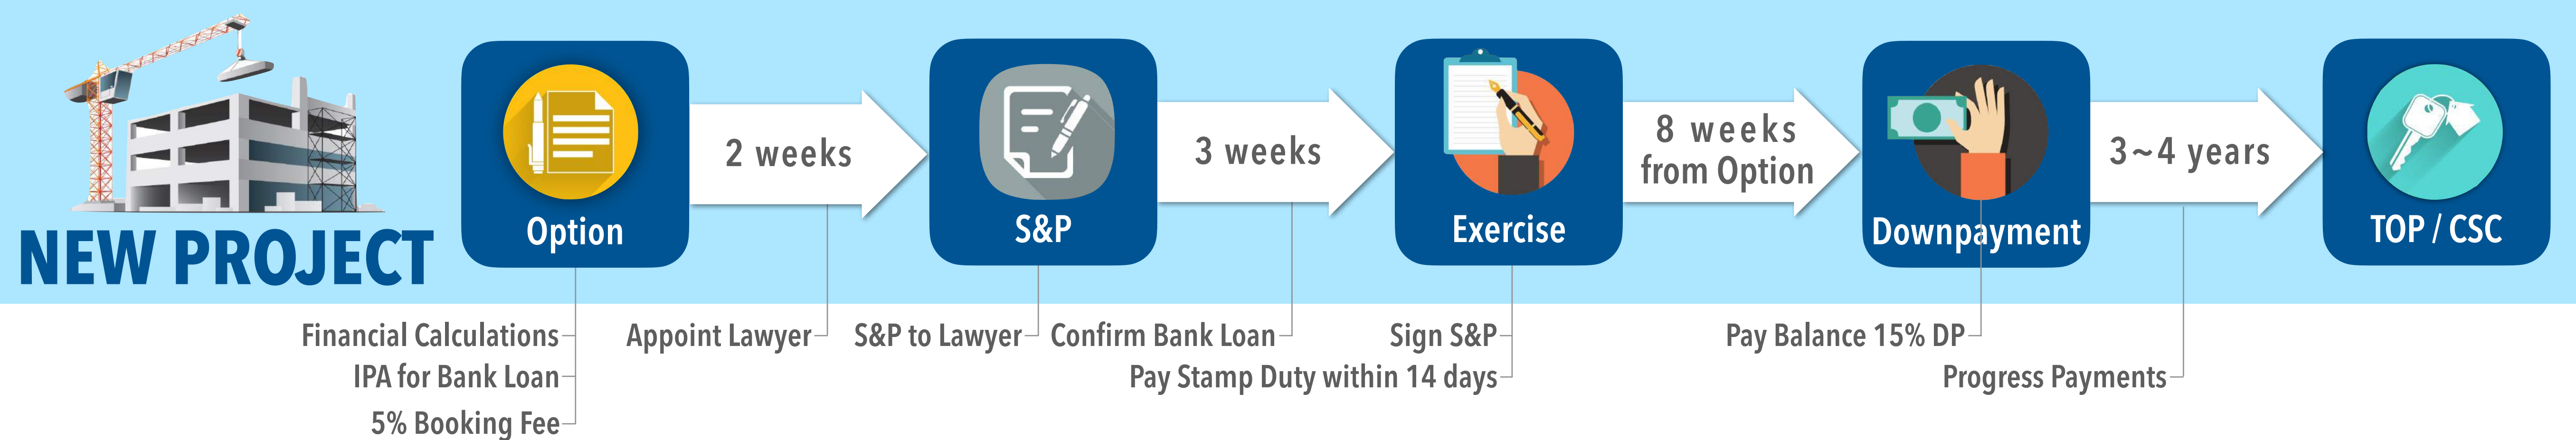 NEW PROJECT
Option
2 weeks
S&P
3 weeks
Exercise
8 weeks
from Option
Downpayment
3~4 years
TOP / CSC
Financial Calculations
IPA for Bank Loan
5% Booking Fee
Appoint Lawyer
S&P to Lawyer
Confirm Bank Loan
Sign S&P
Pay Stamp Duty within 14 days
Pay Balance 15% DP
Progress Payments